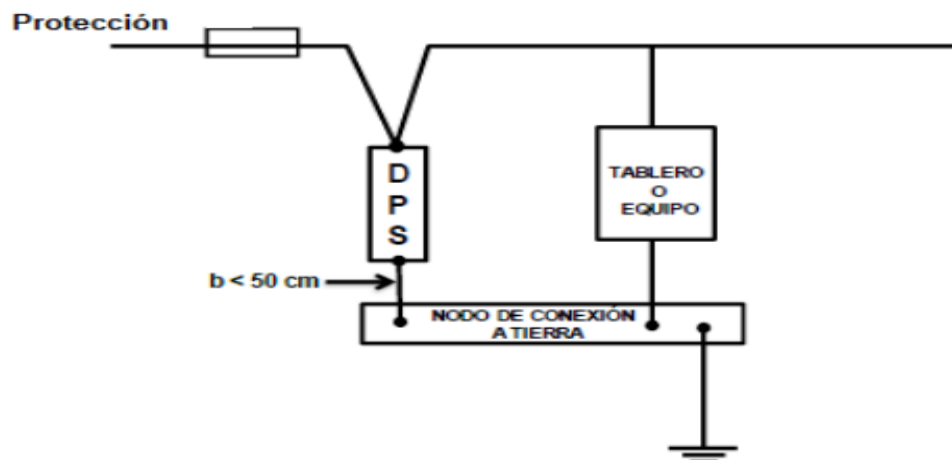 Protección
D
P
S
TABLERO
O
EQUIPO
b < 50 cm
NODO DE CONEXIÓN
A TIERRA